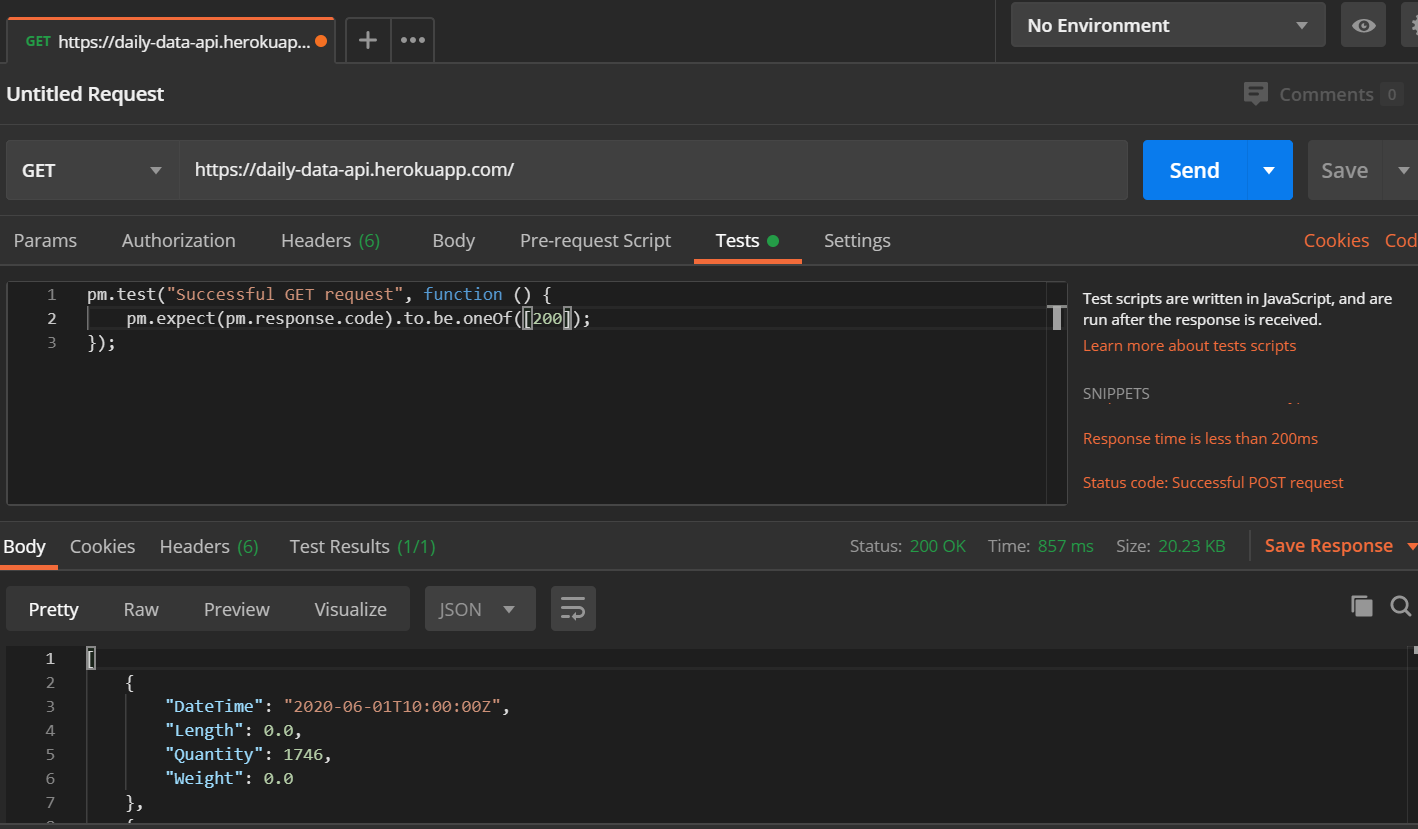 GET https://daily-data-api.herokuap...
No Environment
Untitled Request
Comments 0
GET https://daily-data-api.herokuapp.com/ Send Save
Params Authorization Headers (6) Body Pre-request Script Tests Settings Cookies Cod
1 pm.test("Successful GET request", function () {
2 pm.expect(pm.response.code).to.be.oneOf([200]);
3 });
Test scripts are written in JavaScript, and are
run after the response is received.
Learn more about tests scripts
SNIPPETS
Response time is less than 200ms
Status code: Successful POST request
Body Cookies Headers (6) Test Results (1/1) Status: 200 OK Time: 857 ms Size: 20.23 KB Save Response
Pretty Raw Preview Visualize JSON
1 [
2 {
3 "DateTime": "2020-06-01T10:00:00Z",
4 "Length": 0.0,
5 "Quantity": 1746,
6 "Weight": 0.0
7 },